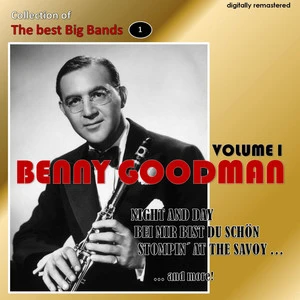 digitally remastered
Collection of
The best Big Bands 1
VOLUME I
BENNY GOODMAN
NIGHT AND DAY
BEI MIR BIST DU SCHÖN
STOMPIN´ AT THE SAVOY ...
... and more!